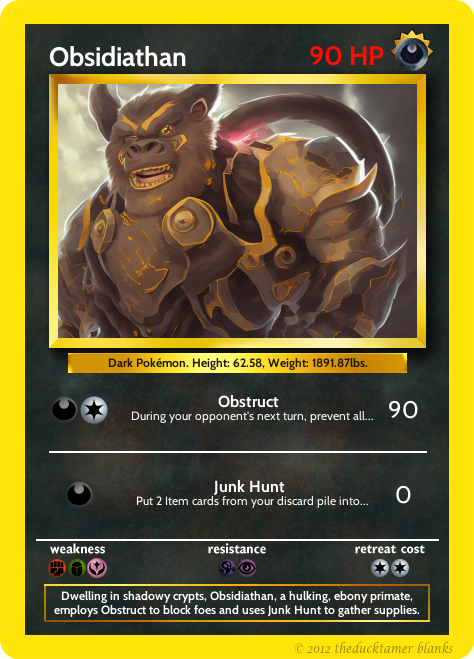 Obsidiathan 90 HP
Dark Pokémon. Height: 62.58, Weight: 1891.87lbs.
Obstruct
During your opponent's next turn, prevent all... 90
Junk Hunt
Put 2 Item cards from your discard pile into... 0
weakness resistance retreat cost
Dwelling in shadowy crypts, Obsidiathan, a hulking, ebony primate,
employs Obstruct to block foes and uses Junk Hunt to gather supplies.
© 2012 theducktamer blanks